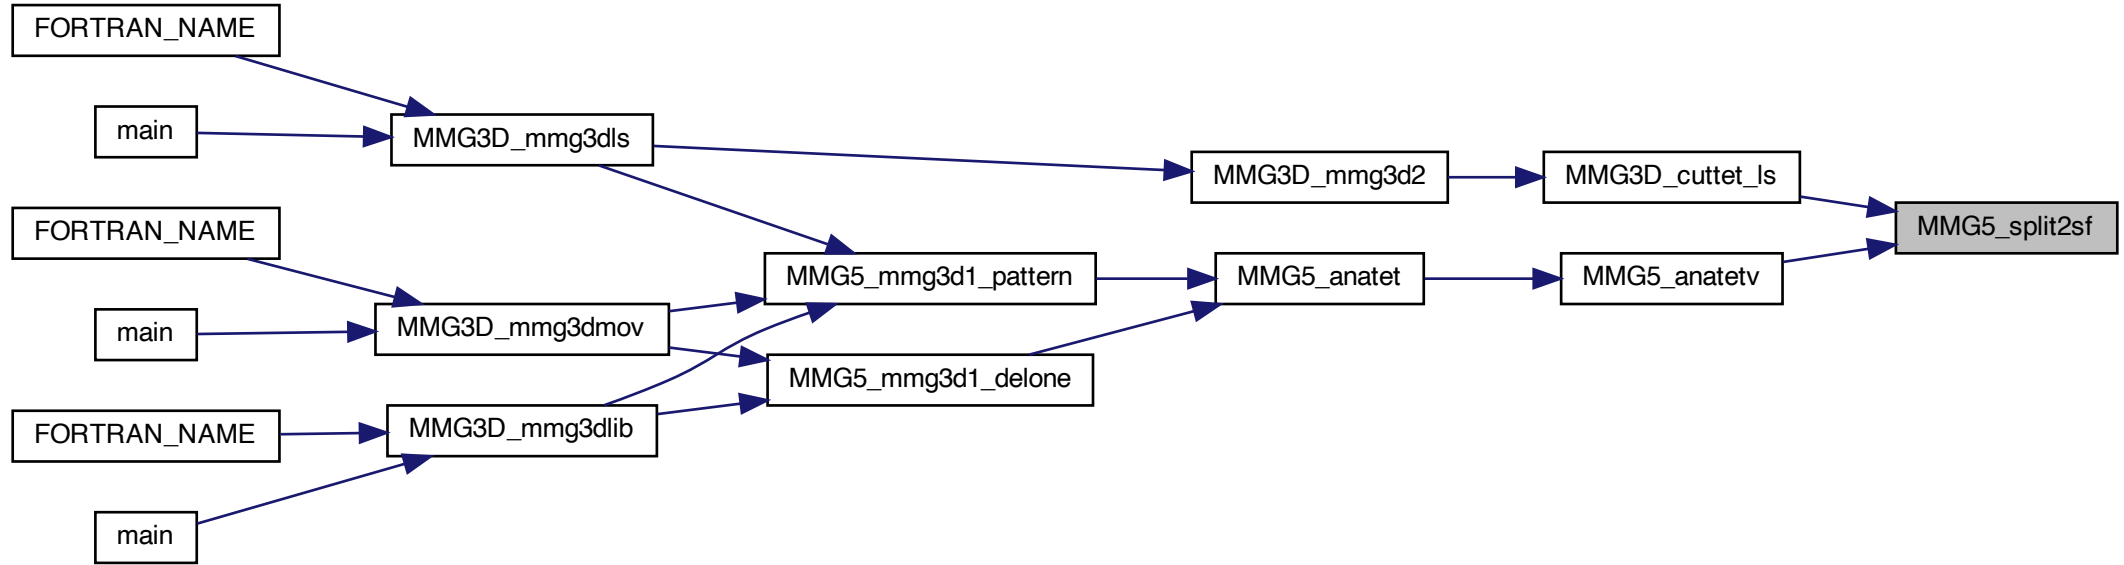 FORTRAN_NAME
main
MMG3D_mmg3dls
MMG3D_mmg3d2
MMG3D_cuttet_ls
MMG5_split2sf
FORTRAN_NAME
MMG5_mmg3d1_pattern
MMG5_anatet
MMG5_anatetv
main
MMG3D_mmg3dmov
MMG5_mmg3d1_delone
FORTRAN_NAME
MMG3D_mmg3dlib
main